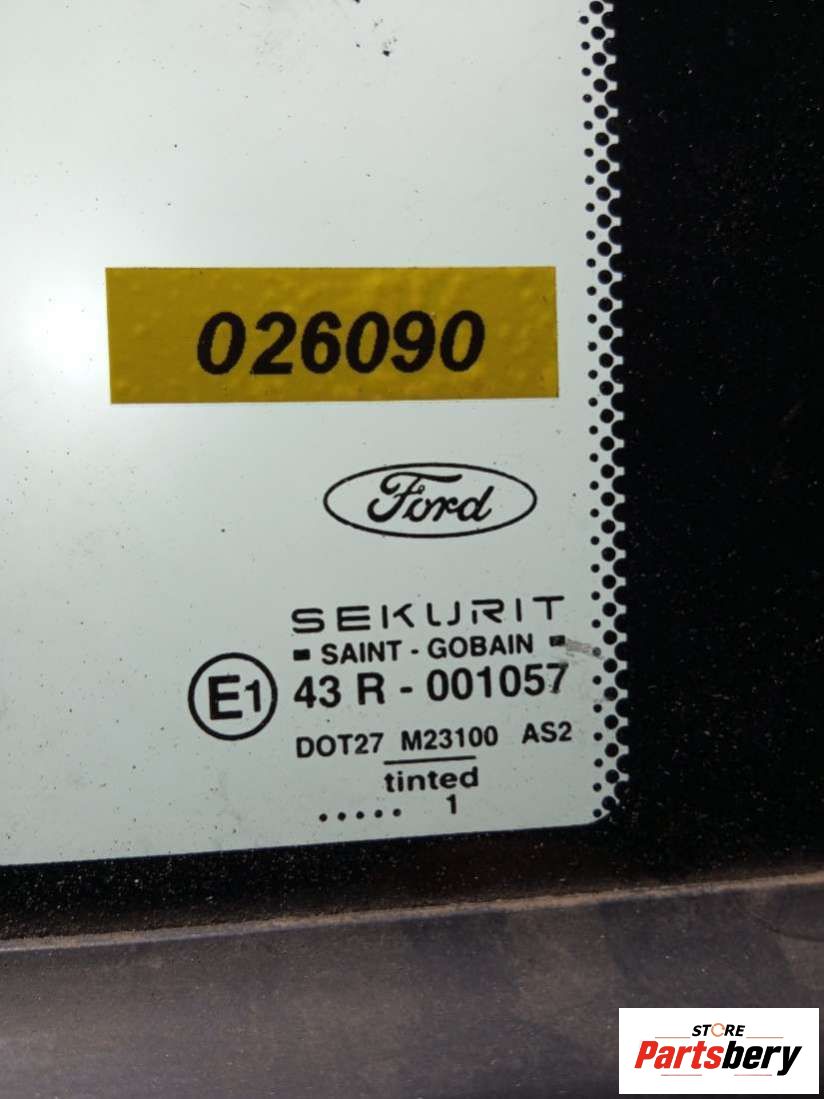 026090
Ford
SEKURIT
SAINT - GOBAIN
E1 43 R - 001057
DOT27 M23100 AS2
tinted
..... 1
STORE
Partsbery